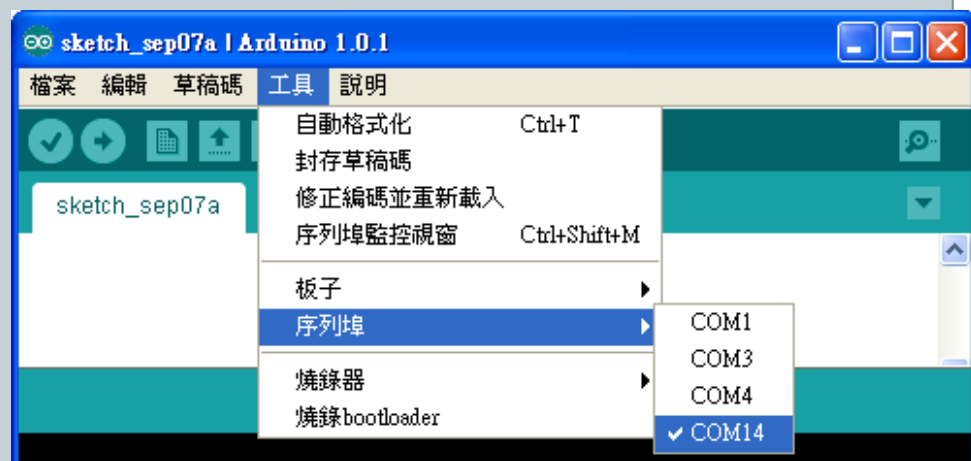 sketch_sep07a | Arduino 1.0.1
檔案 編輯 草稿碼 工具 說明
自動格式化 Ctrl+T
封存草稿碼
修正編碼並重新載入
sketch_sep07a
序列埠監控視窗 Ctrl+Shift+M
板子
序列埠
COM1
COM3
燒錄器
COM4
燒錄bootloader
COM14